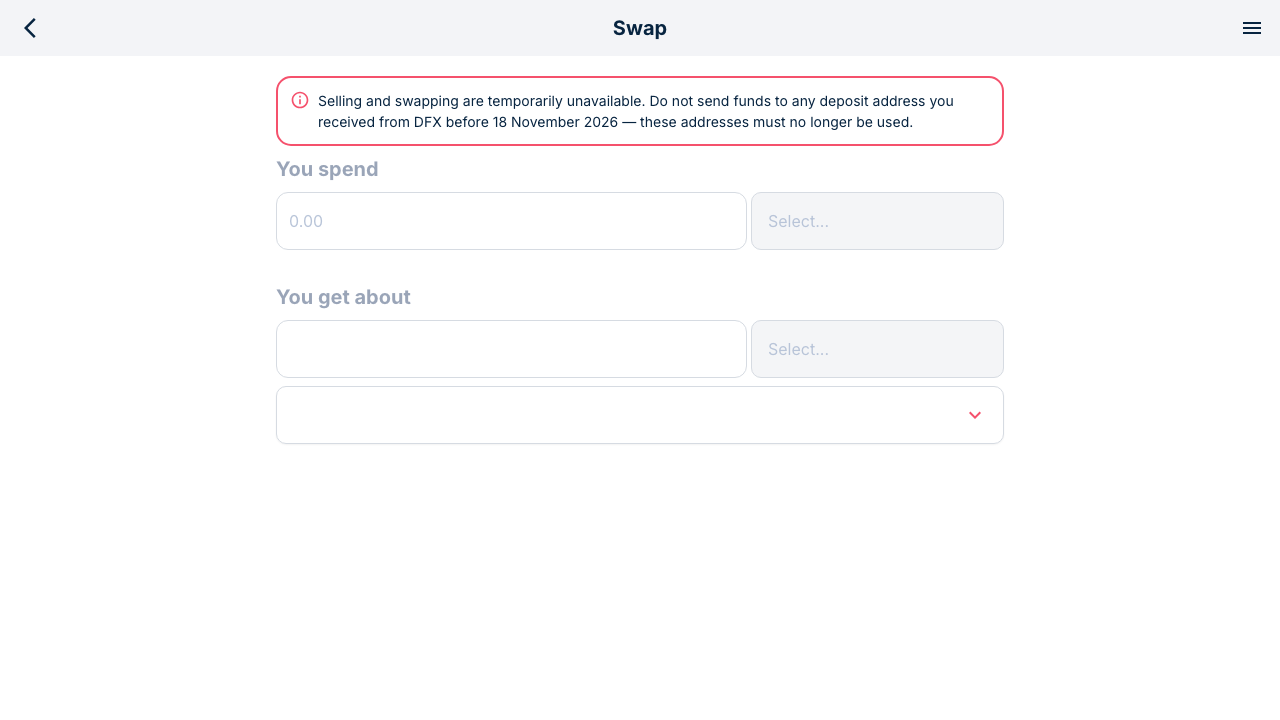 Swap
Selling and swapping are temporarily unavailable. Do not send funds to any deposit address you
received from DFX before 18 November 2026 — these addresses must no longer be used.
You spend
0.00
Select...
You get about
Select...